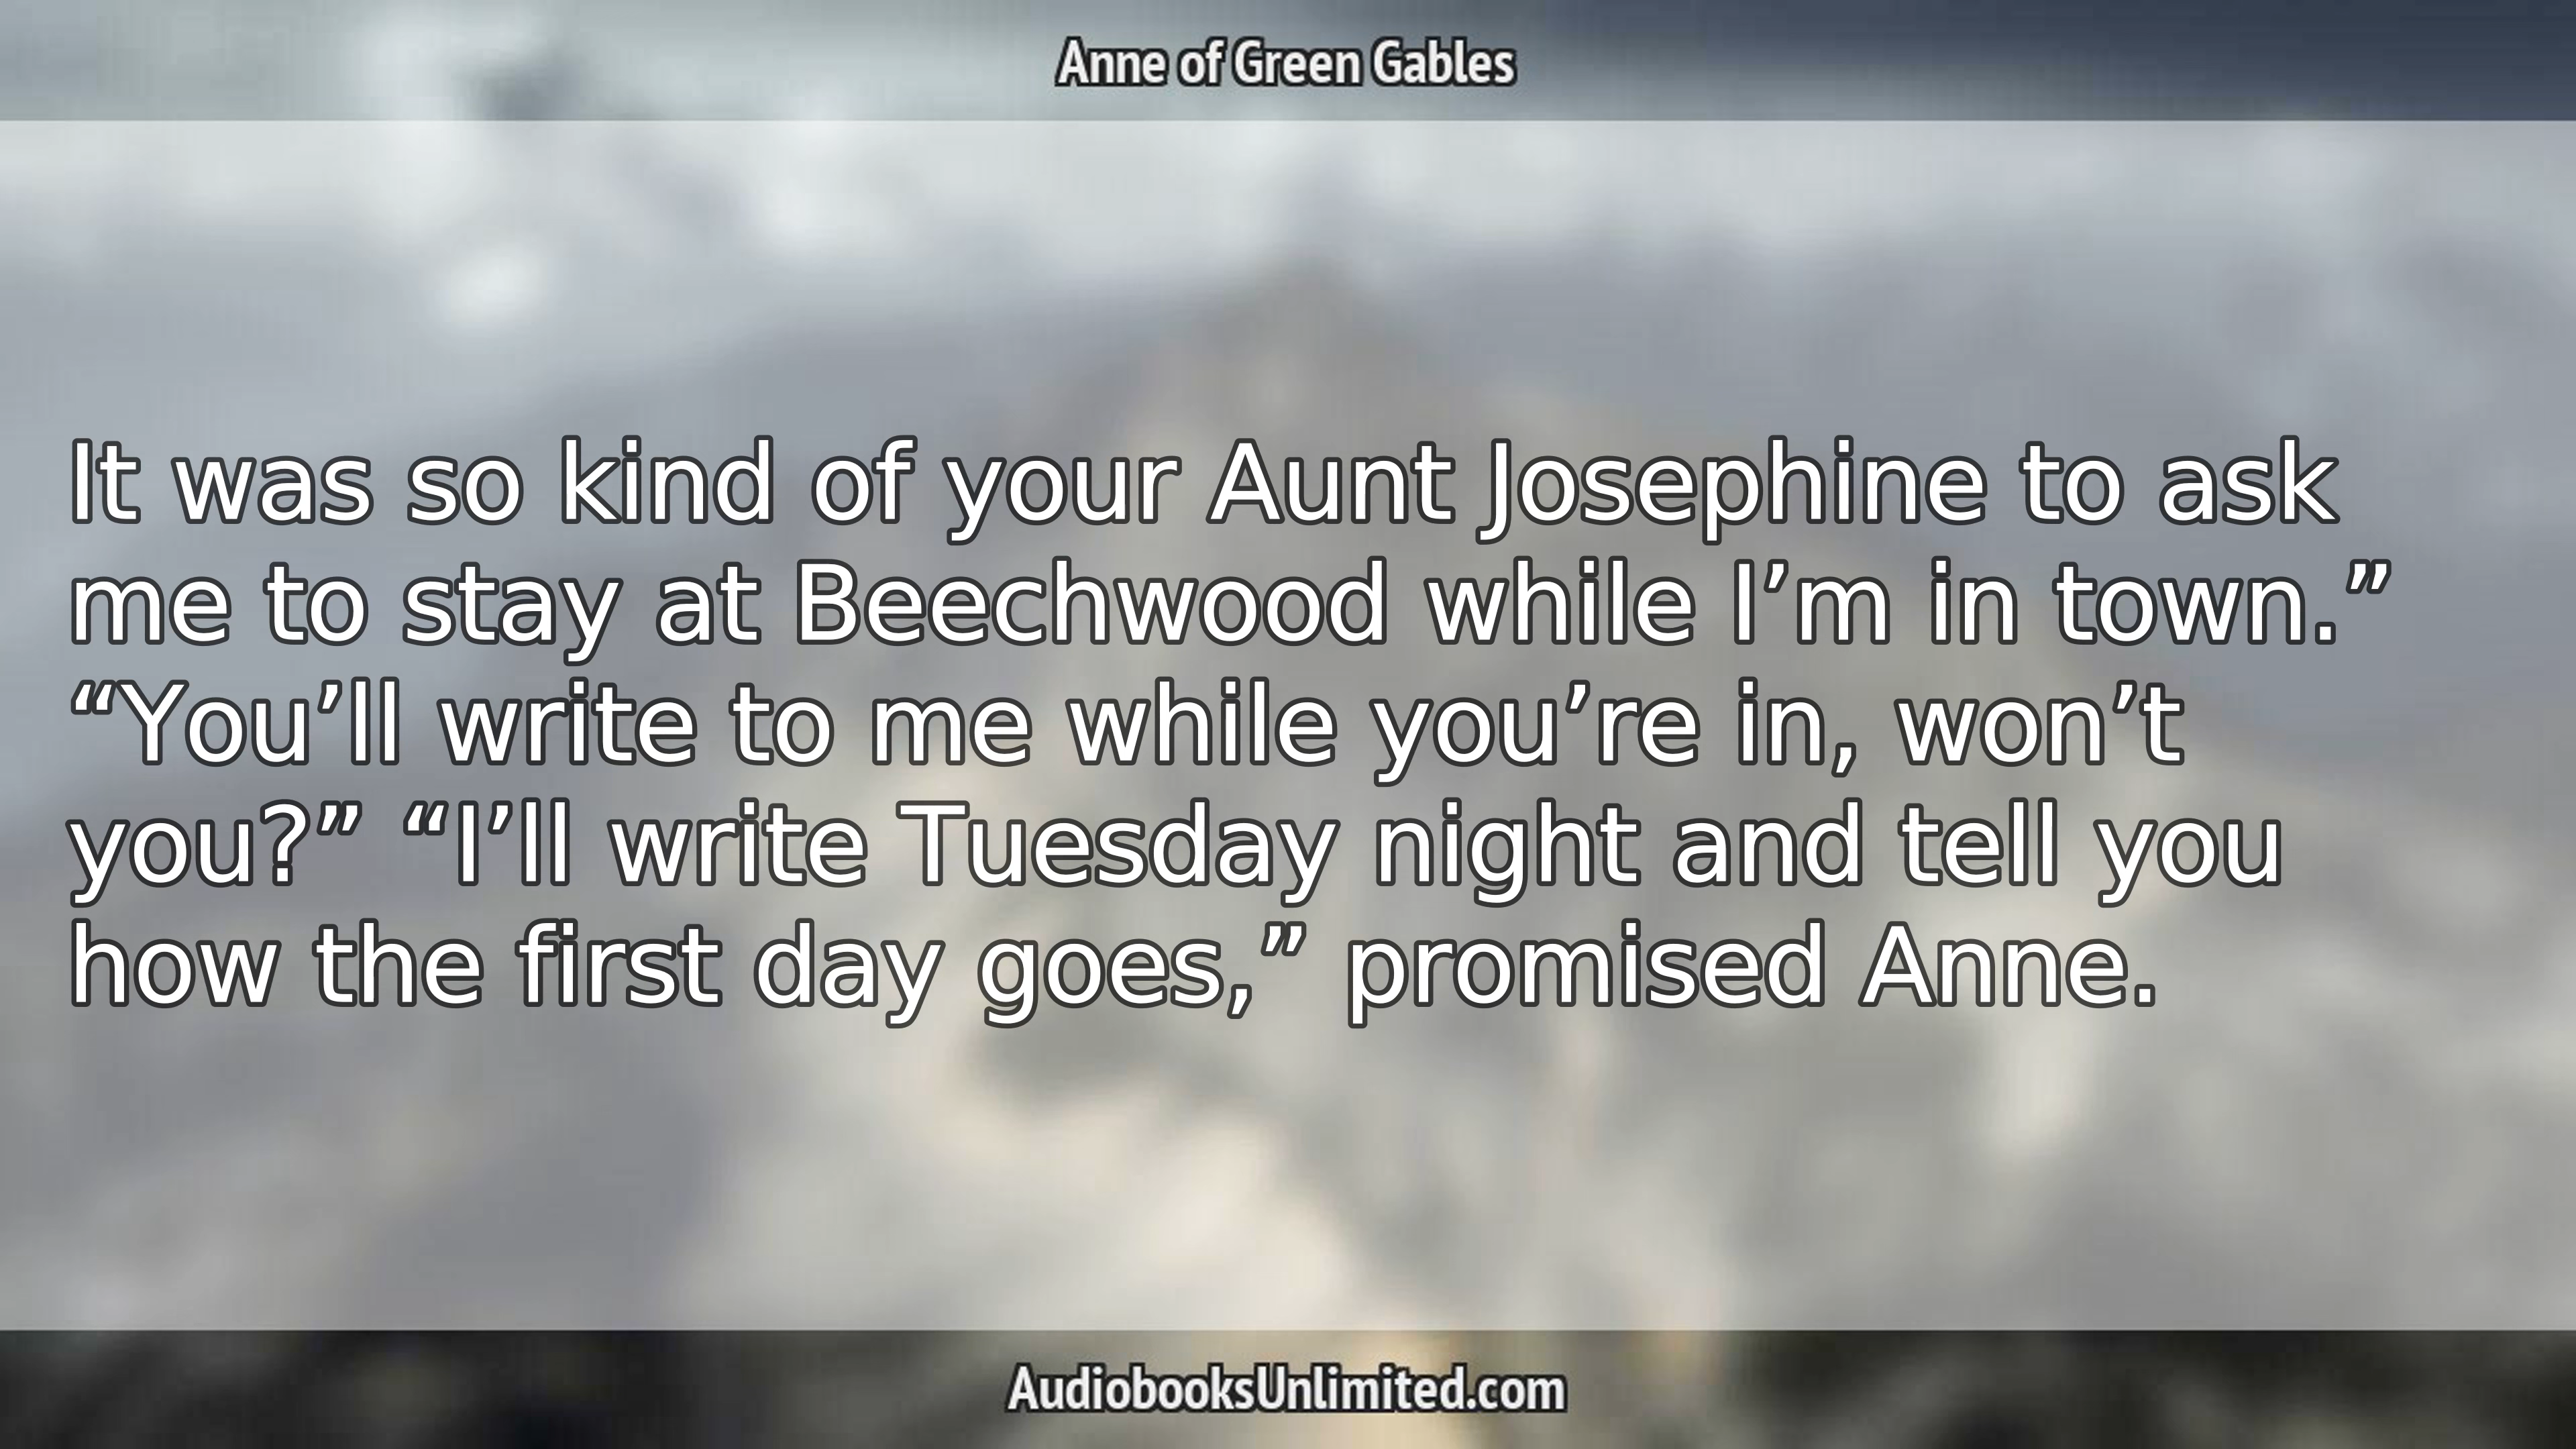 Anne of Green Gables
It was so kind of your Aunt Josephine to ask
me to stay at Beechwood while I’m in town.”
“You’ll write to me while you’re in, won’t
you?” “I’ll write Tuesday night and tell you
how the first day goes,” promised Anne.
AudiobooksUnlimited.com